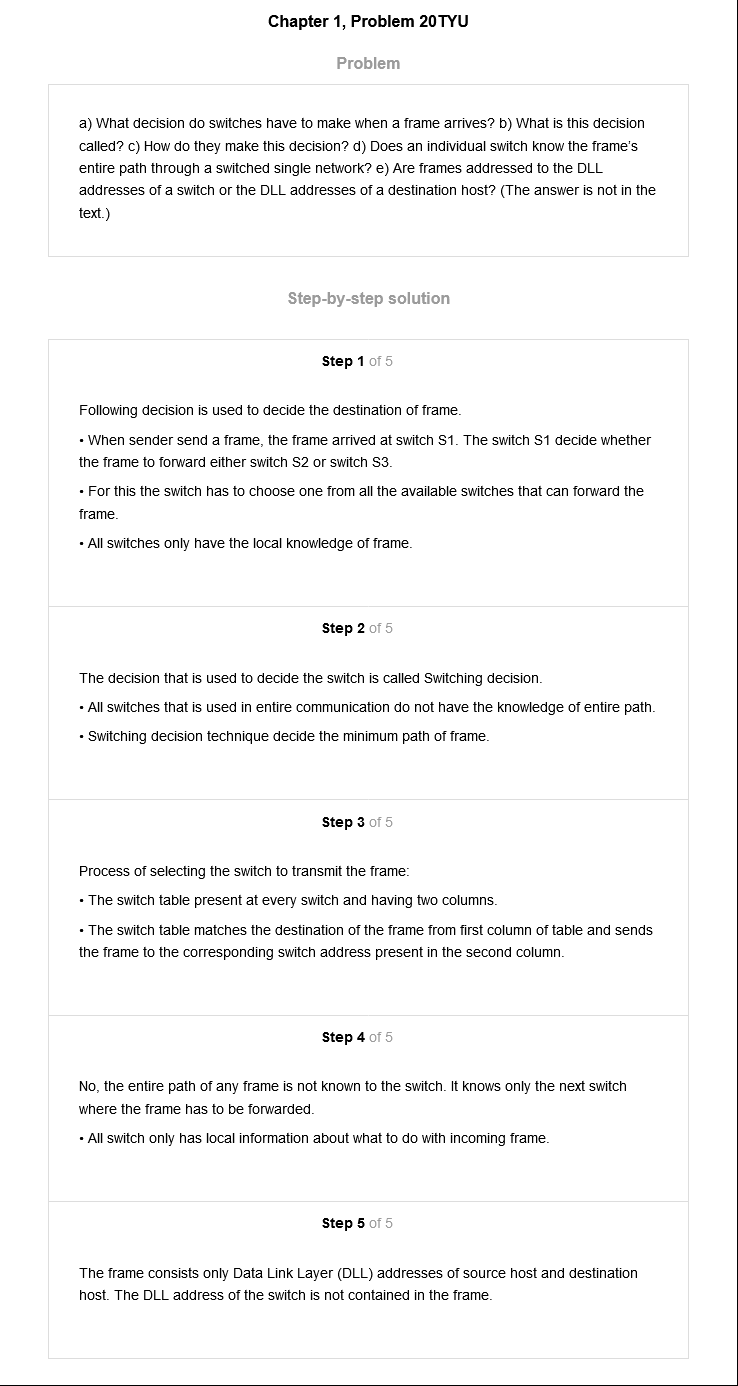 Chapter 1, Problem 20TYU
Problem
a) What decision do switches have to make when a frame arrives? b) What is this decision
called? c) How do they make this decision? d) Does an individual switch know the frame's
entire path through a switched single network? e) Are frames addressed to the DLL
addresses of a switch or the DLL addresses of a destination host? (The answer is not in the
text.)
Step-by-step solution
Step 1 of 5
Following decision is used to decide the destination of frame.
• When sender send a frame, the frame arrived at switch S1. The switch S1 decide whether
the frame to forward either switch S2 or switch S3.
• For this the switch has to choose one from all the available switches that can forward the
frame.
• All switches only have the local knowledge of frame.
Step 2 of 5
The decision that is used to decide the switch is called Switching decision.
• All switches that is used in entire communication do not have the knowledge of entire path.
• Switching decision technique decide the minimum path of frame.
Step 3 of 5
Process of selecting the switch to transmit the frame:
• The switch table present at every switch and having two columns.
• The switch table matches the destination of the frame from first column of table and sends
the frame to the corresponding switch address present in the second column.
Step 4 of 5
No, the entire path of any frame is not known to the switch. It knows only the next switch
where the frame has to be forwarded.
• All switch only has local information about what to do with incoming frame.
Step 5 of 5
The frame consists only Data Link Layer (DLL) addresses of source host and destination
host. The DLL address of the switch is not contained in the frame.